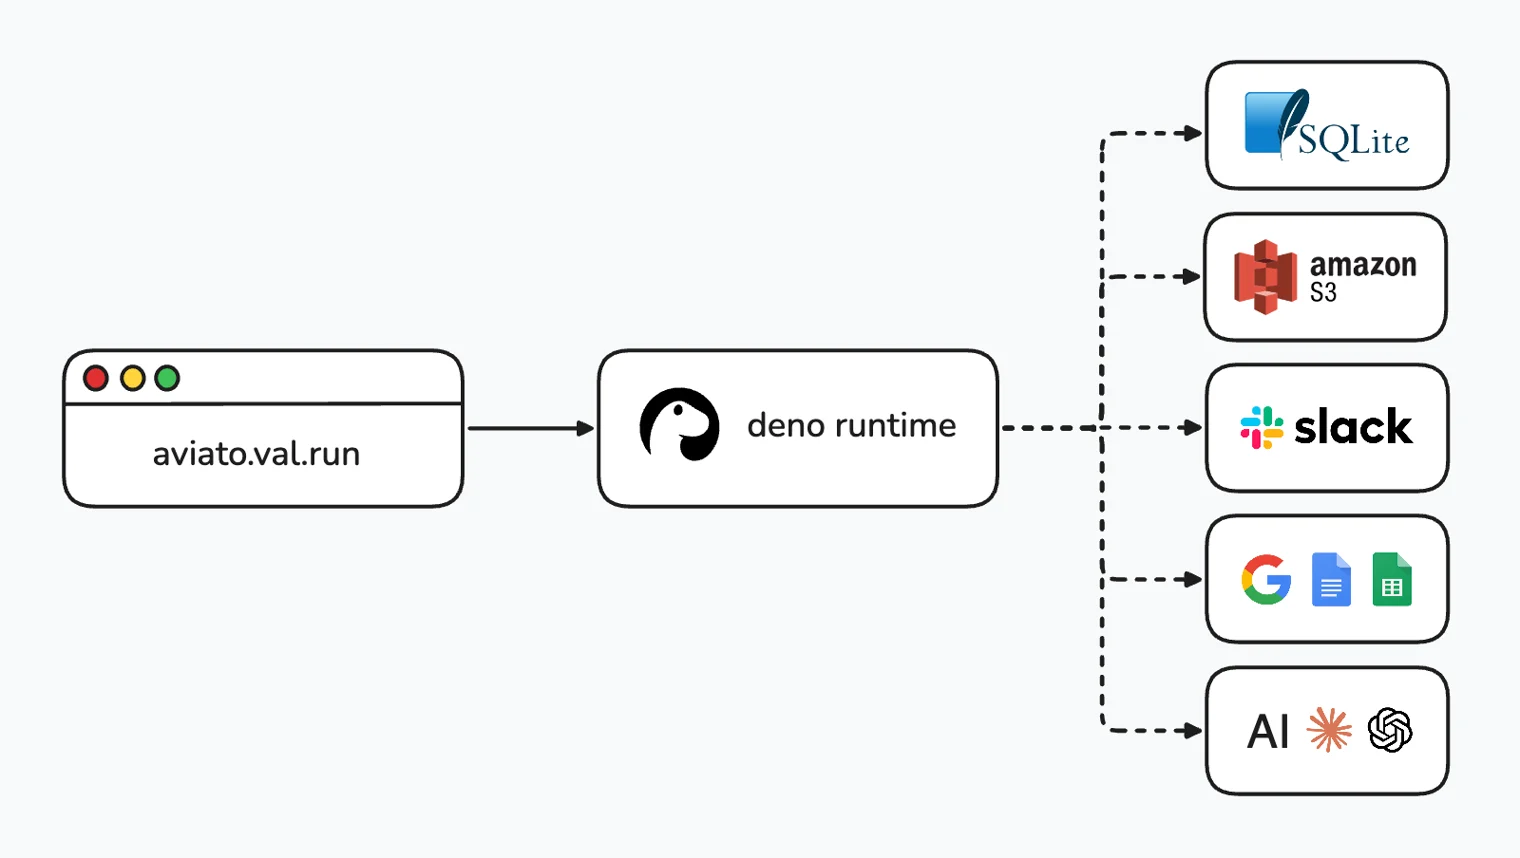 aviato.val.run
deno runtime
SQLite
amazon
S3
slack
G
AI